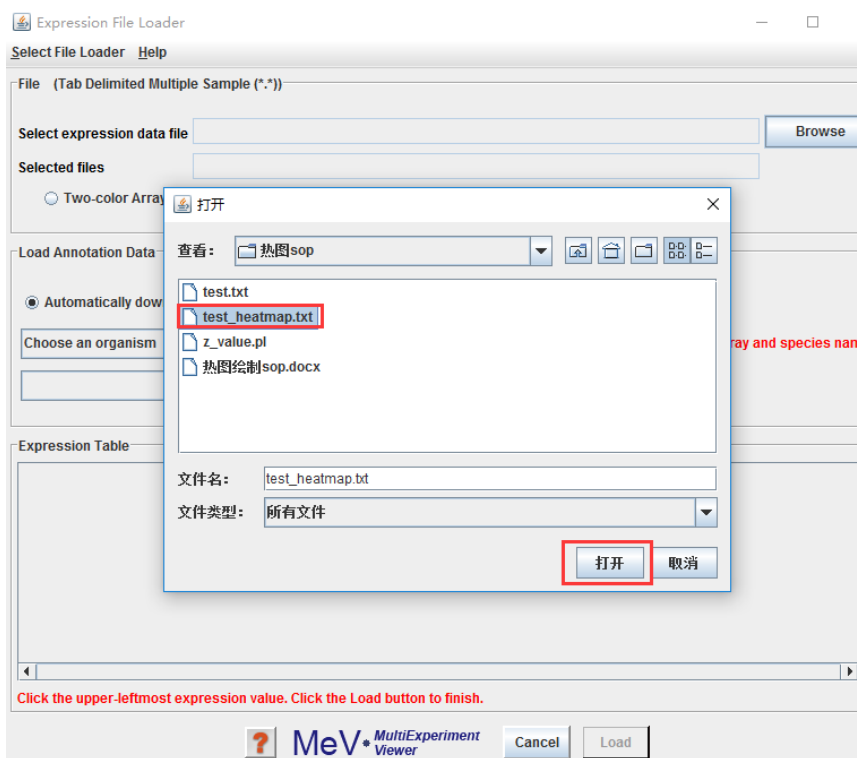 Expression File Loader
Select File Loader Help
File (Tab Delimited Multiple Sample (*.*))
Select expression data file
Browse
Selected files
Two-color Array
打开
查看：
热图sop
Load Annotation Data
test.txt
Automatically dow
test_heatmap.txt
Choose an organism
z_value.pl
ray and species nam
热图绘制sop.docx
Expression Table
文件名：
test_heatmap.txt
文件类型：
所有文件
打开
取消
Click the upper-leftmost expression value. Click the Load button to finish.
?
MeV
MultiExperiment
Viewer
Cancel
Load